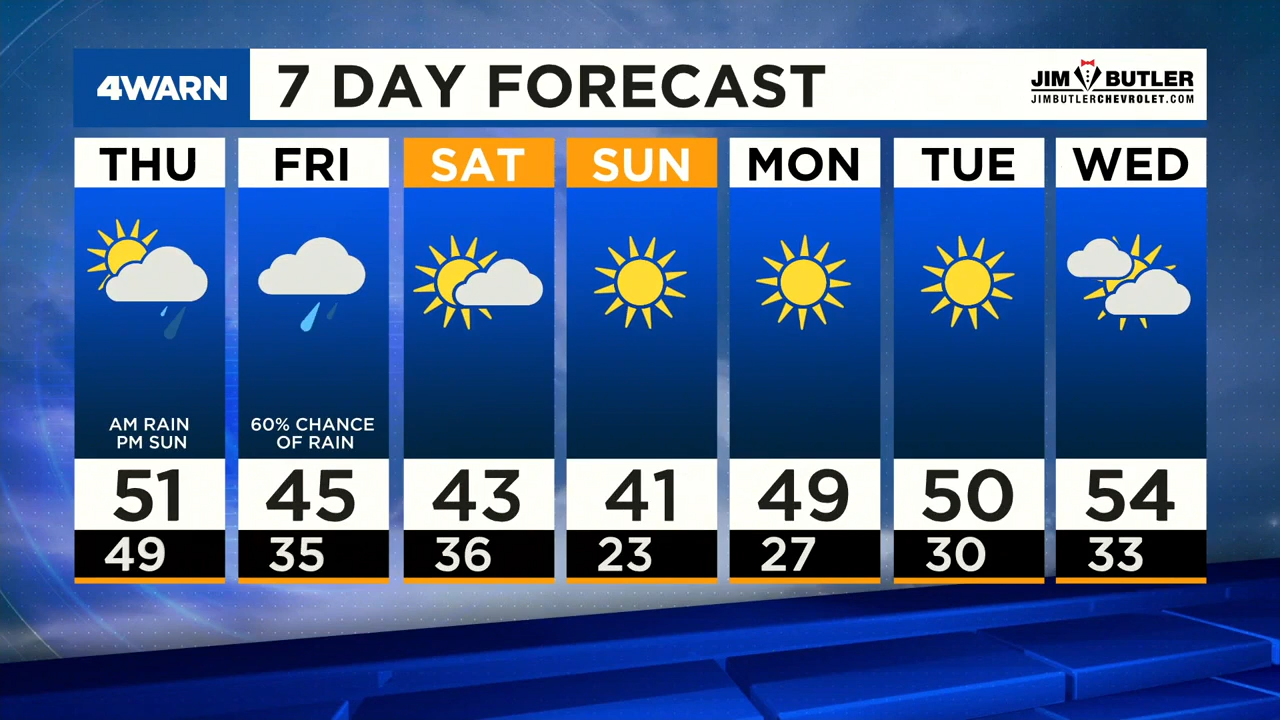 4WARN
7 DAY FORECAST
JIM BUTLER
JIMBUTLERCHEVROLET.COM
THU FRI SAT SUN MON TUE WED
AM RAIN
PM SUN
60% CHANCE
OF RAIN
51 45 43 41 49 50 54
49 35 36 23 27 30 33